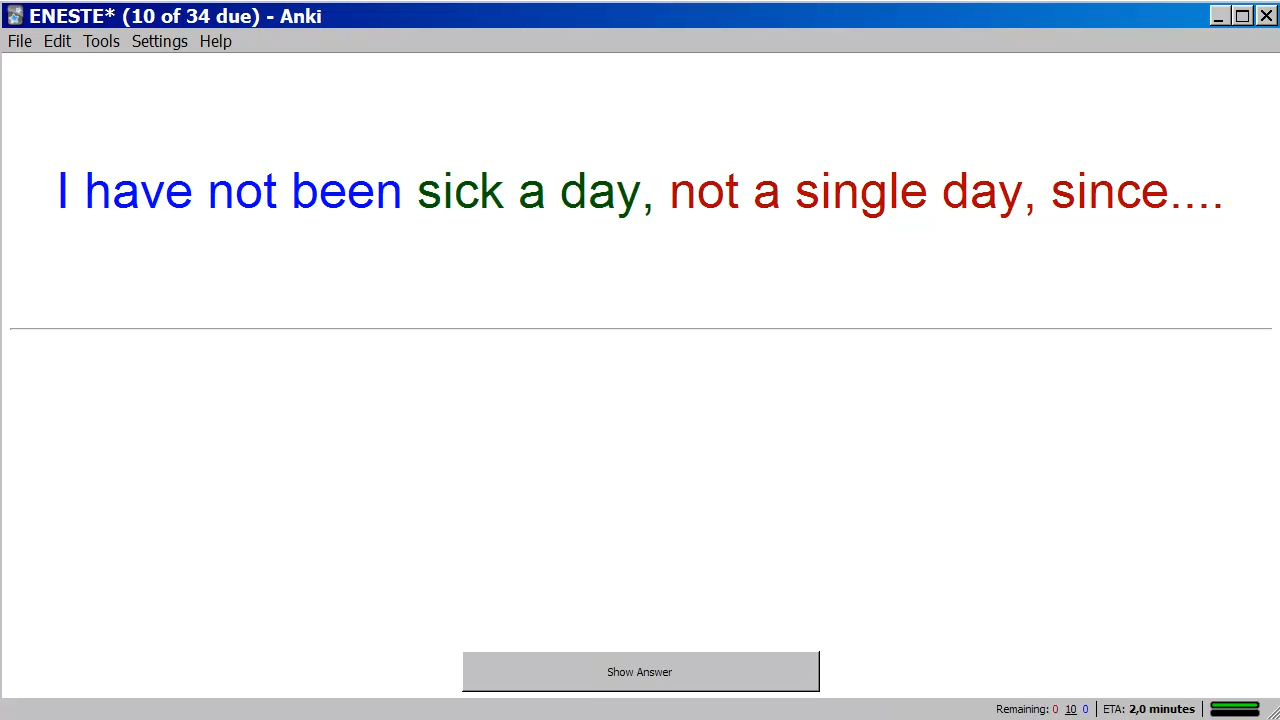 ENESTE* (10 of 34 due) - Anki
File Edit Tools Settings Help
I have not been sick a day, not a single day, since....
Show Answer
Remaining: 0 10 0 ETA: 2,0 minutes